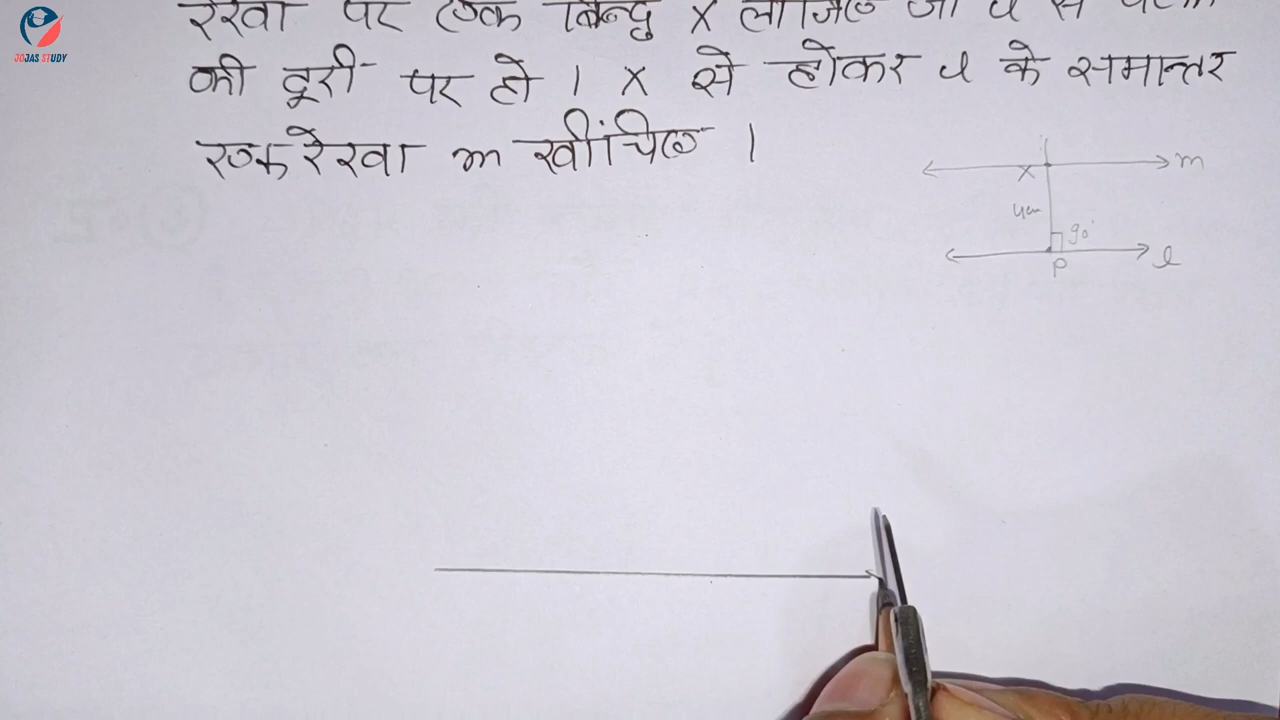 JOJAS STUDY
रेखा पर एक बिन्दु X लीजिए जो l से
की दूरी पर हो । X से होकर l के समान्तर
एक रेखा m खींचिए ।
m
X
4cm
90°
l
P